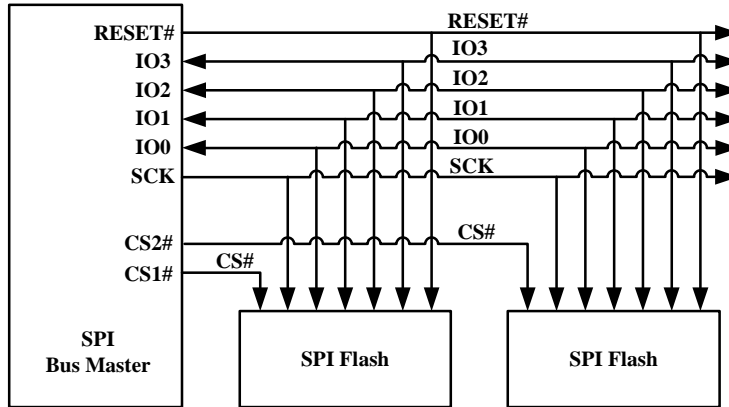 RESET# RESET#
IO3 IO3
IO2 IO2
IO1 IO1
IO0 IO0
SCK SCK
CS2# CS#
CS1# CS#
SPI
Bus Master
SPI Flash SPI Flash